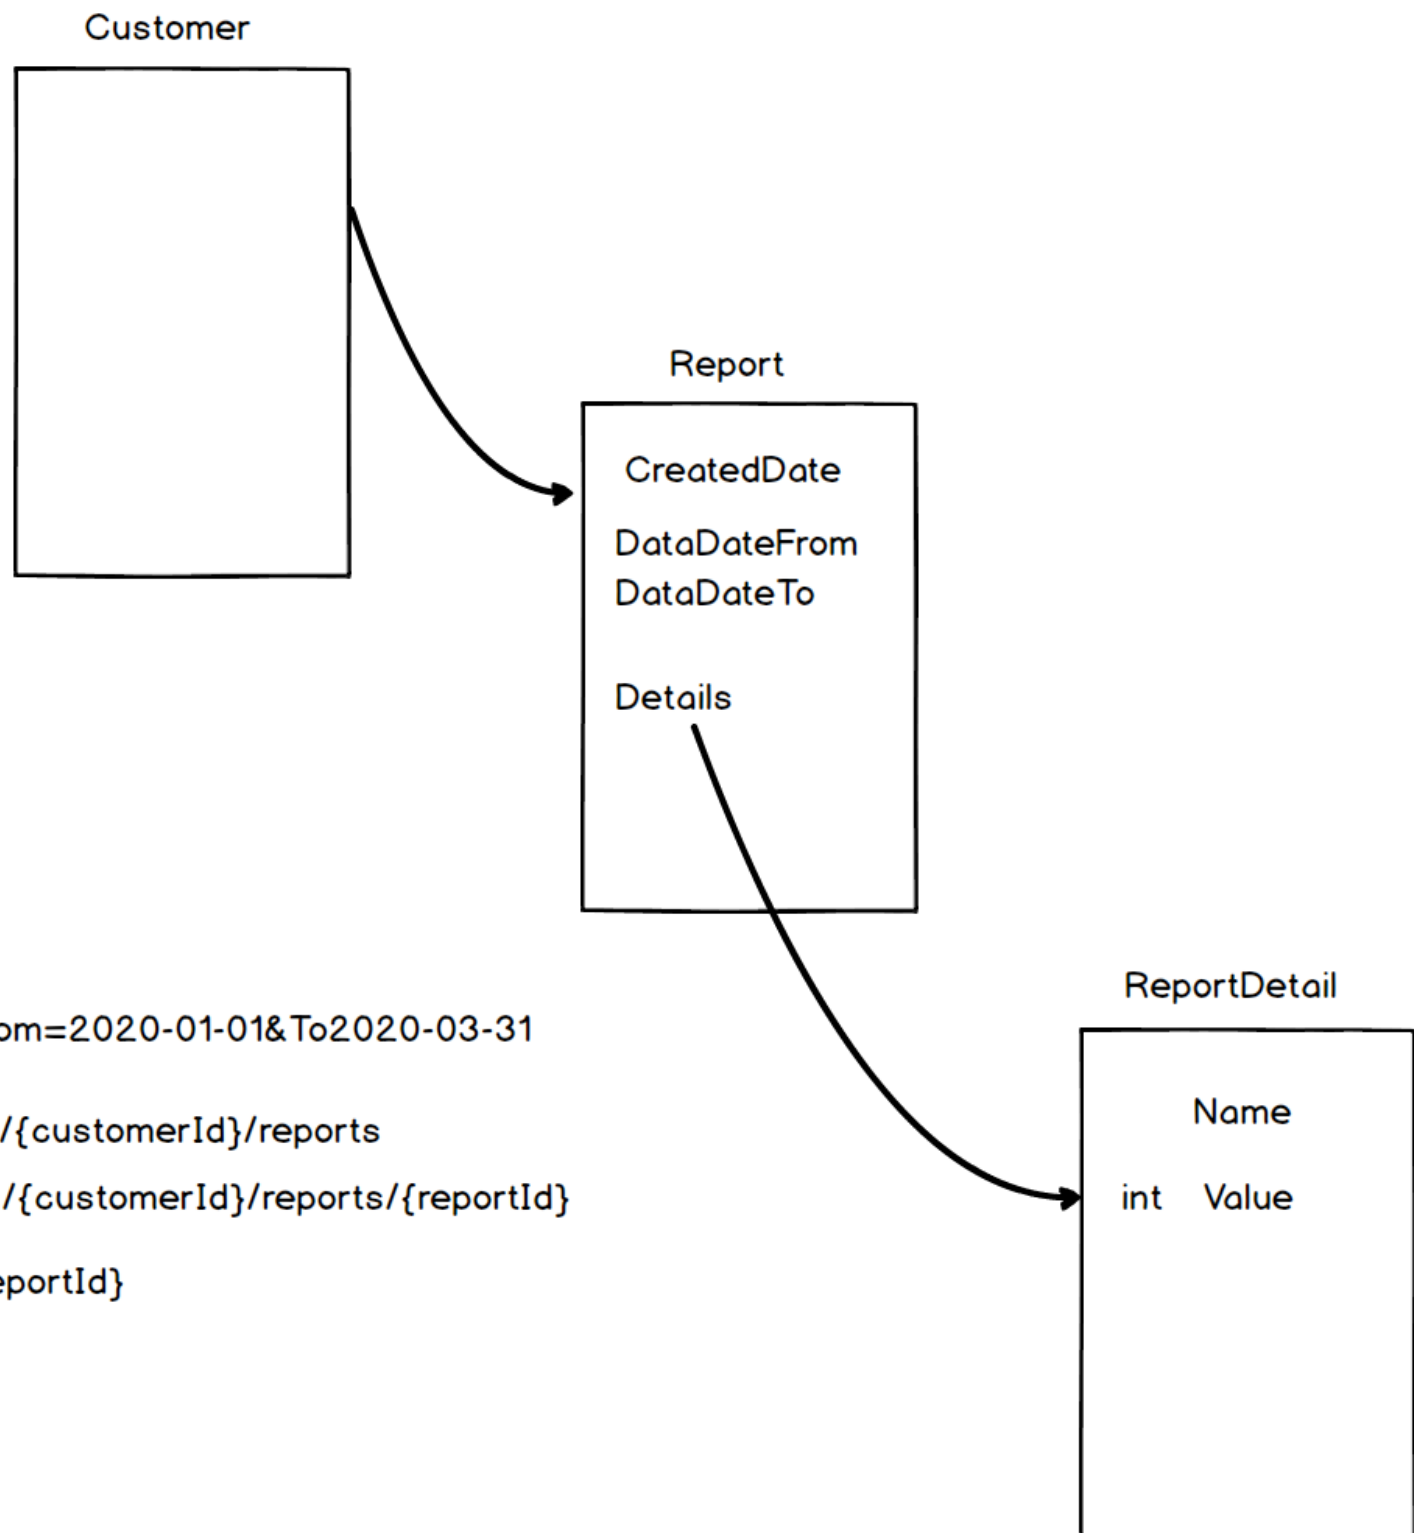 Customer
Report
CreatedDate
DataDateFrom
DataDateTo
Details
ReportDetail
Name
int Value
om=2020-01-01&To2020-03-31
/{customerId}/reports
/{customerId}/reports/{reportId}
eportId}